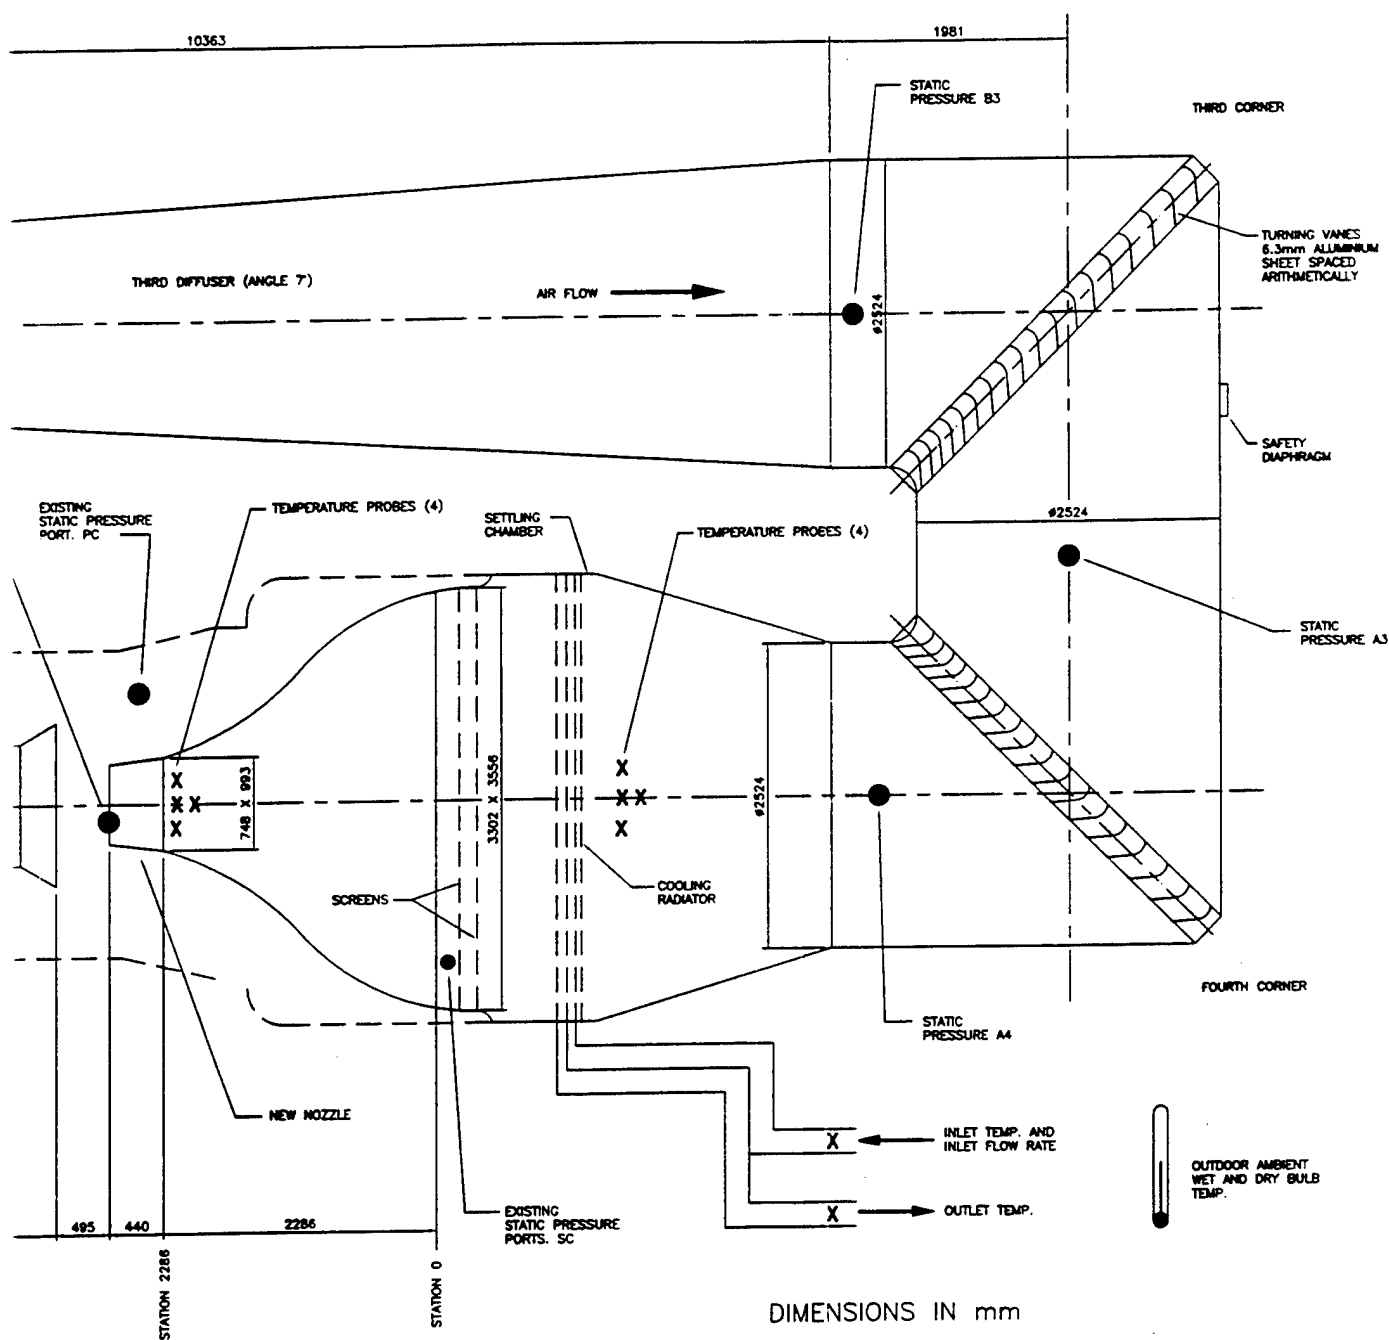 10363
1981
STATIC
PRESSURE B3
THIRD CORNER
TURNING VANES
6.3mm ALUMINIUM
SHEET SPACED
ARITHMETICALLY
THIRD DIFFUSER (ANGLE 7°)
AIR FLOW
ø2524
SAFETY
DIAPHRAGM
EXISTING
STATIC PRESSURE
PORT. PC
TEMPERATURE PROBES (4)
SETTLING
CHAMBER
TEMPERATURE PROBES (4)
ø2524
STATIC
PRESSURE A3
X
X X
X
748 X 993
3302 X 3556
X
X X
X
ø2524
SCREENS
COOLING
RADIATOR
FOURTH CORNER
STATIC
PRESSURE A4
NEW NOZZLE
X
INLET TEMP. AND
INLET FLOW RATE
OUTDOOR AMBIENT
WET AND DRY BULB
TEMP.
X
OUTLET TEMP.
EXISTING
STATIC PRESSURE
PORTS. SC
495
440
2286
STATION 2286
STATION 0
DIMENSIONS IN mm